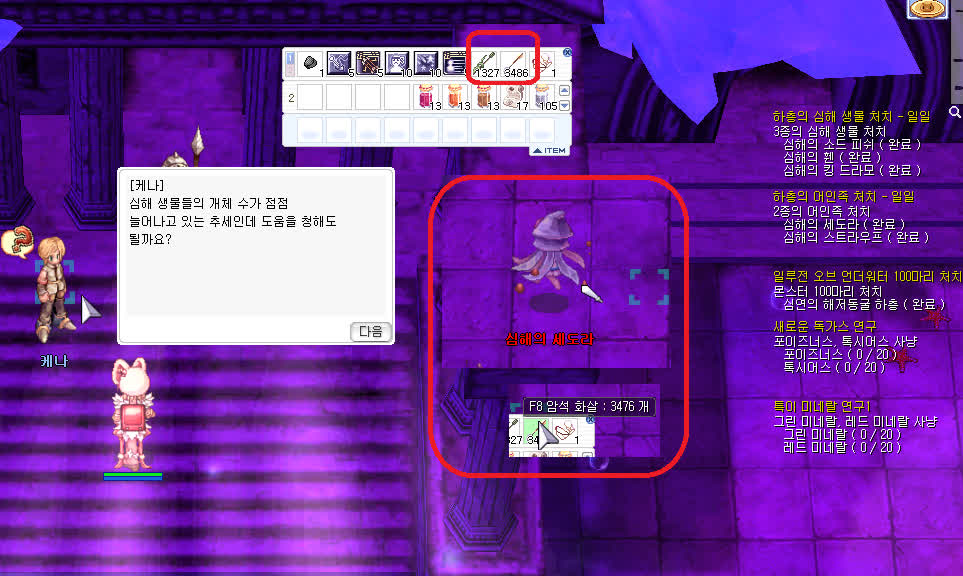 1
1
5
5
10
10
1327
3486
1
2
13
13
13
17
105
▲ ITEM
[케나]
심해 생물들의 개체 수가 점점
늘어나고 있는 추세인데 도움을 청해도
될까요?
다음
케나
심해의 세도라
F8 암석 화살 : 3476 개
327
34
1
하층의 심해 생물 처치 - 일일
3종의 심해 생물 처치
심해의 소드 피쉬 ( 완료 )
심해의 휀 ( 완료 )
심해의 킹 드라모 ( 완료 )
하층의 어인족 처치 - 일일
2종의 어인족 처치
심해의 세도라 ( 완료 )
심해의 스트라우프 ( 완료 )
일루전 오브 언더워터 100마리 처치
몬스터 100마리 처치
심연의 해저동굴 하층 ( 완료 )
새로운 독가스 연구
포이즈너스, 톡시머스 사냥
포이즈너스 ( 0 / 20 )
톡시머스 ( 0 / 20 )
특이 미네랄 연구1
그린 미네랄, 레드 미네랄 사냥
그린 미네랄 ( 0 / 20 )
레드 미네랄 ( 0 / 20 )